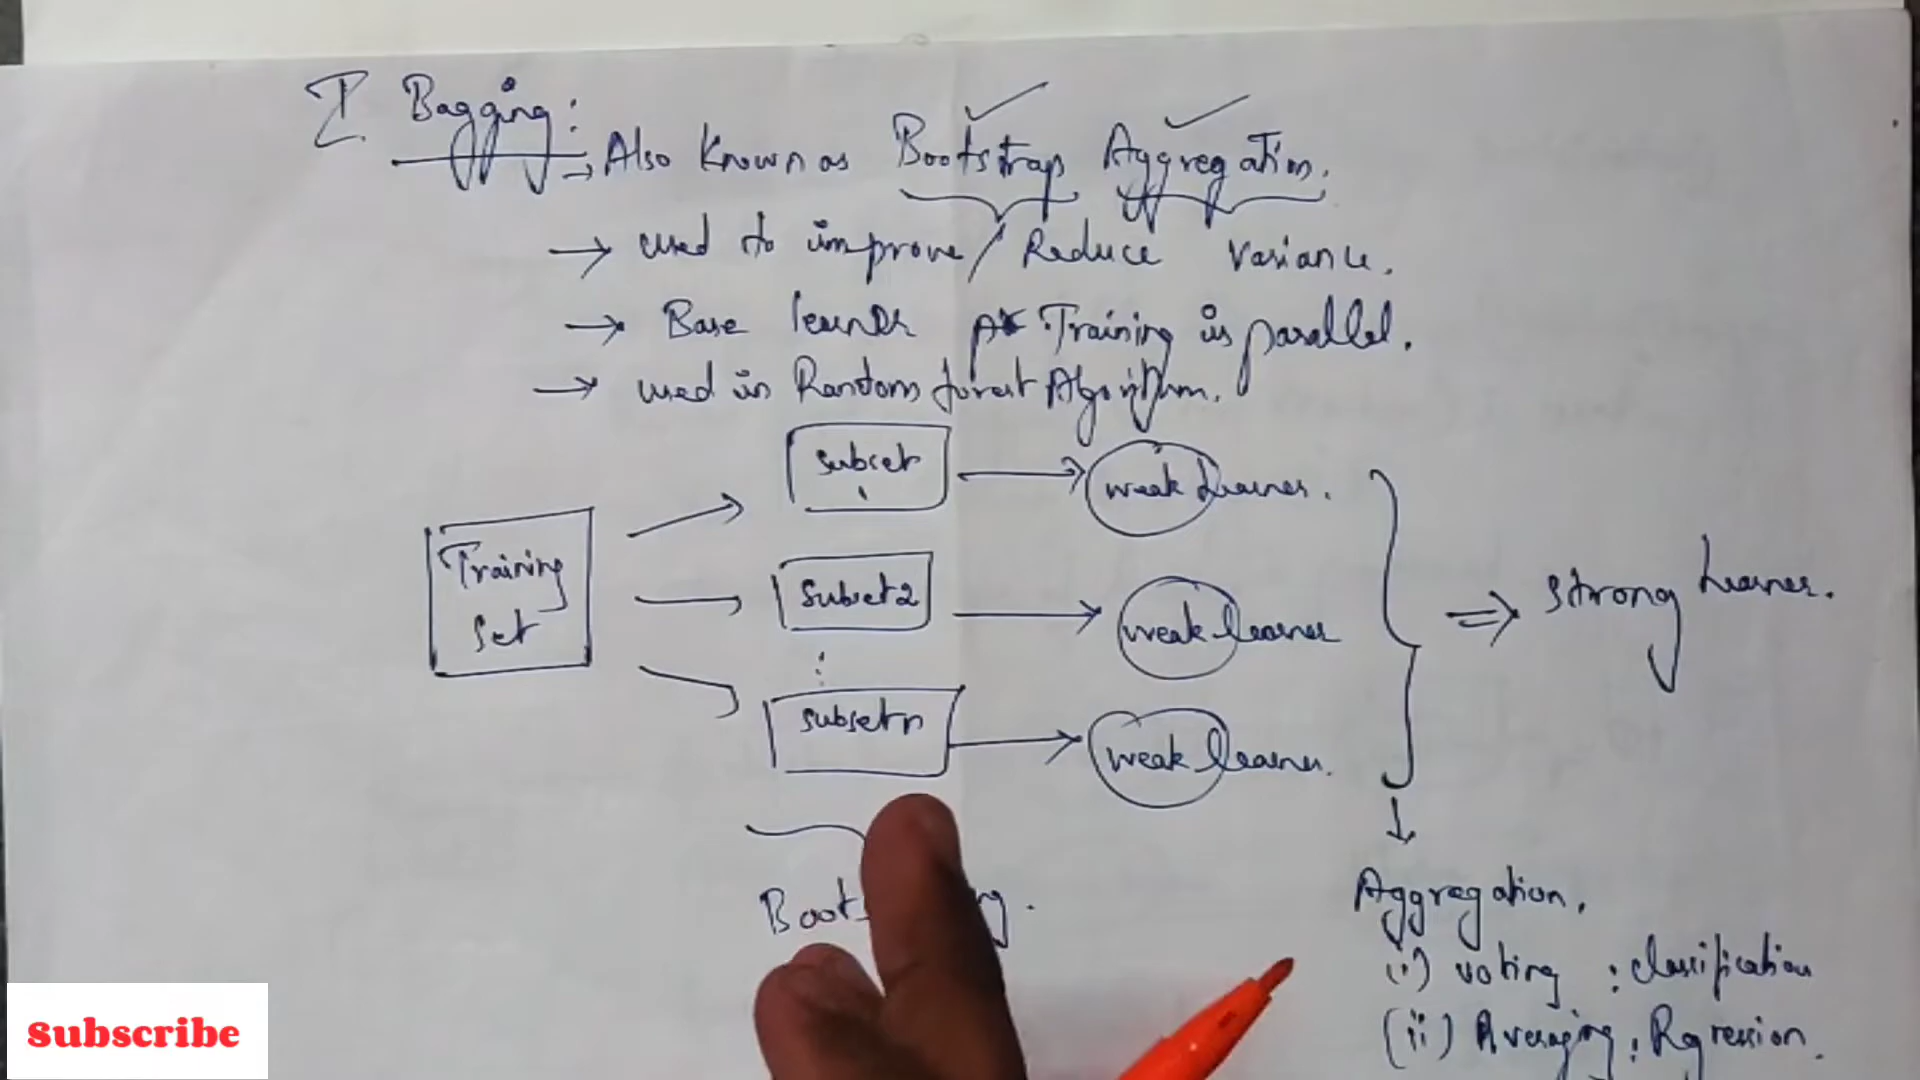 I Bagging:
→ Also Known as Bootstrap Aggregation.
→ used to improve / Reduce Variance.
→ Base learner Training is parallel.
→ used in Random forest Algorithm.
Subset 1 → weak Learner.
Training Set
Subset 2 → weak learner
⇒ Strong Learner.
⋮
Subset n → weak learner.
Aggregation.
(i) Voting : Classification
(ii) Averaging : Regression.
Subscribe